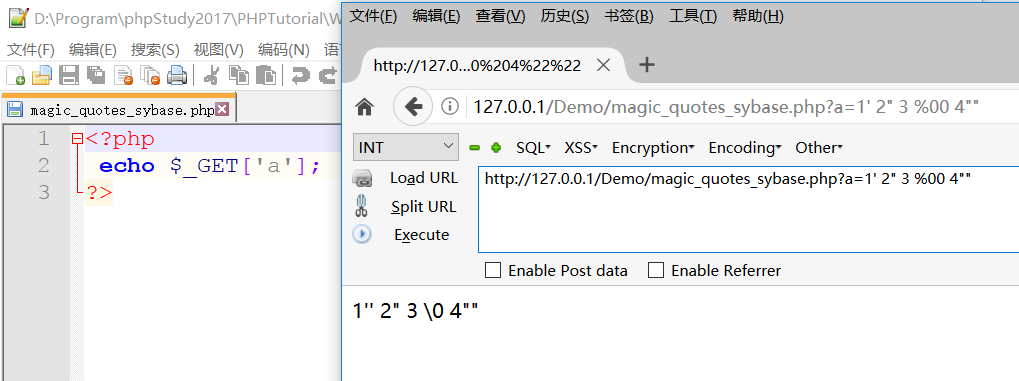 D:\Program\phpStudy2017\PHPTutorial\W
文件(F) 编辑(E) 搜索(S) 视图(V) 编码(N) 语
magic_quotes_sybase.php
1 <?php
2 echo $_GET['a'];
3 ?>
文件(F) 编辑(E) 查看(V) 历史(S) 书签(B) 工具(T) 帮助(H)
http://127.0...0%204%22%22
127.0.0.1/Demo/magic_quotes_sybase.php?a=1' 2" 3 %00 4""
INT SQL XSS Encryption Encoding Other
Load URL
Split URL
Execute
http://127.0.0.1/Demo/magic_quotes_sybase.php?a=1' 2" 3 %00 4""
Enable Post data Enable Referrer
1'' 2" 3 \0 4""